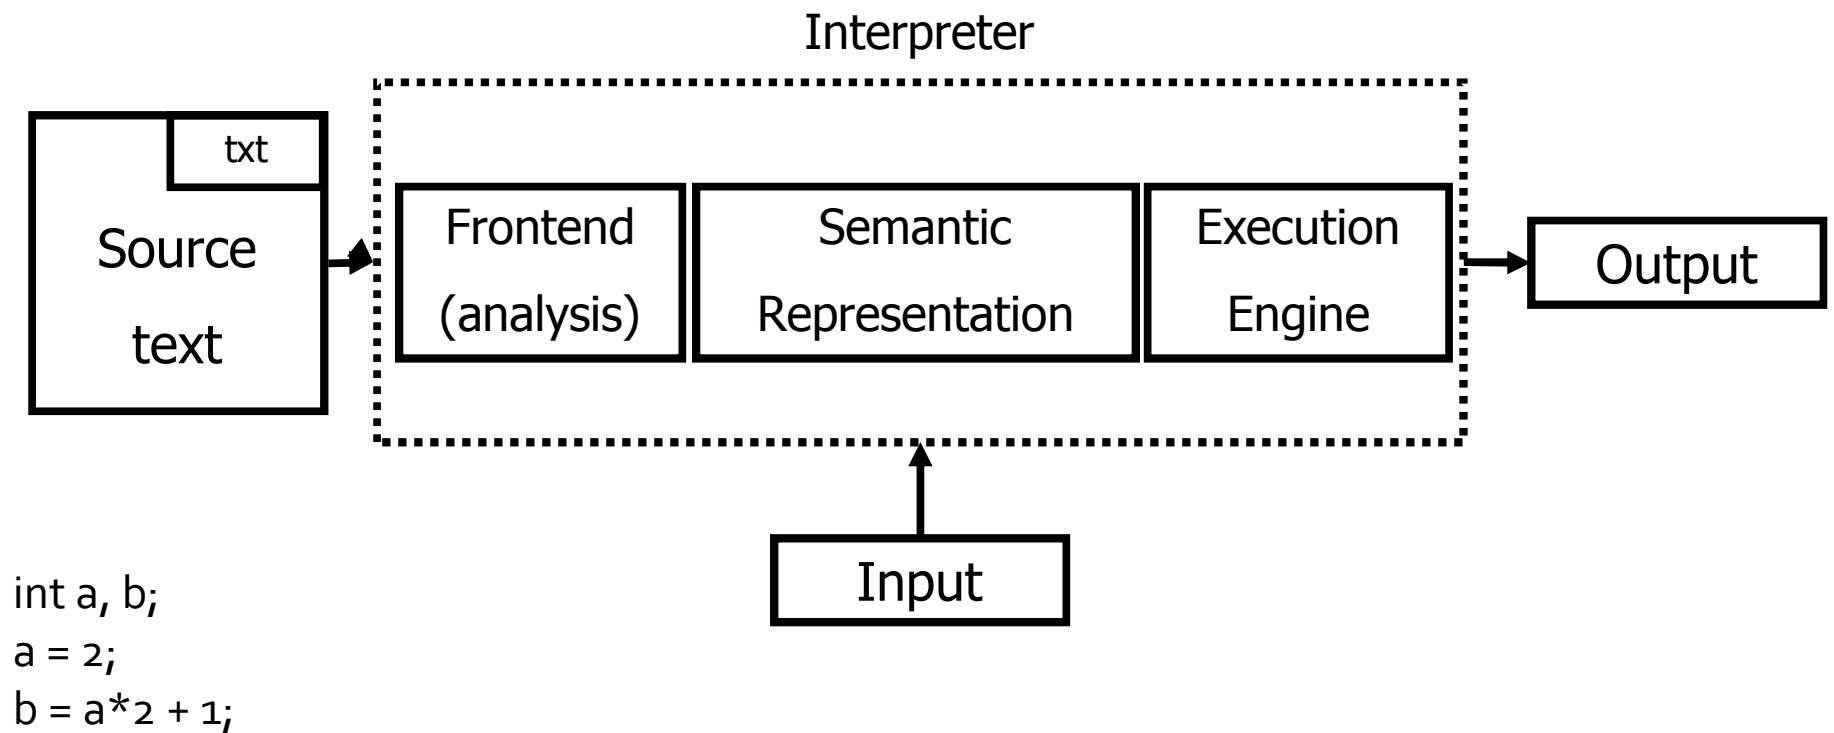 Interpreter
txt
Source
text
Frontend
(analysis)
Semantic
Representation
Execution
Engine
Output
Input
int a, b;
a = 2;
b = a*2 + 1;